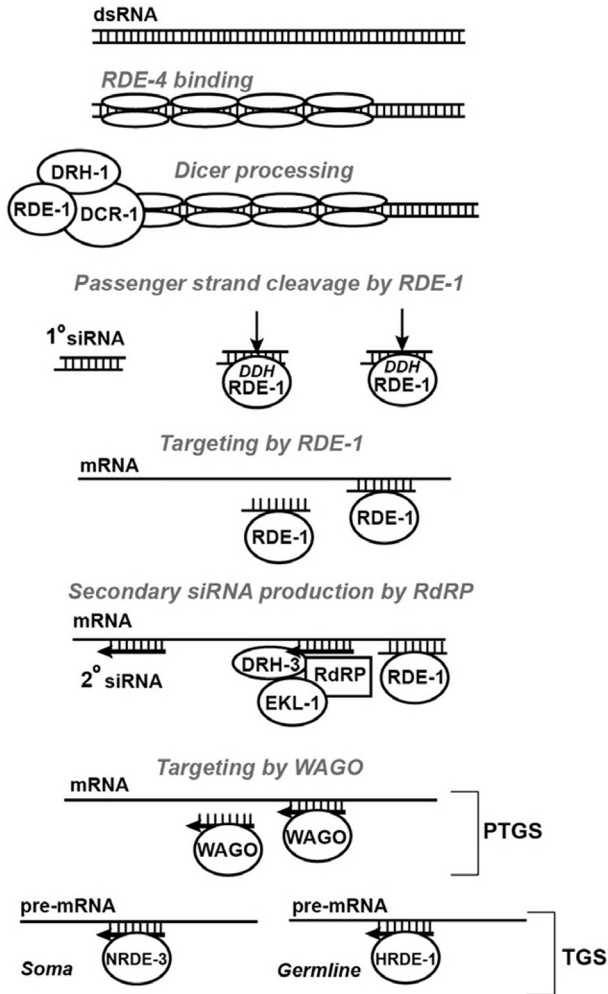 dsRNA
RDE-4 binding
Dicer processing
DRH-1
RDE-1
DCR-1
Passenger strand cleavage by RDE-1
1° siRNA
DDH
RDE-1
DDH
RDE-1
Targeting by RDE-1
mRNA
RDE-1
RDE-1
Secondary siRNA production by RdRP
mRNA
2° siRNA
DRH-3
RdRP
RDE-1
EKL-1
Targeting by WAGO
mRNA
WAGO
WAGO
PTGS
pre-mRNA
pre-mRNA
Soma
NRDE-3
Germline
HRDE-1
TGS